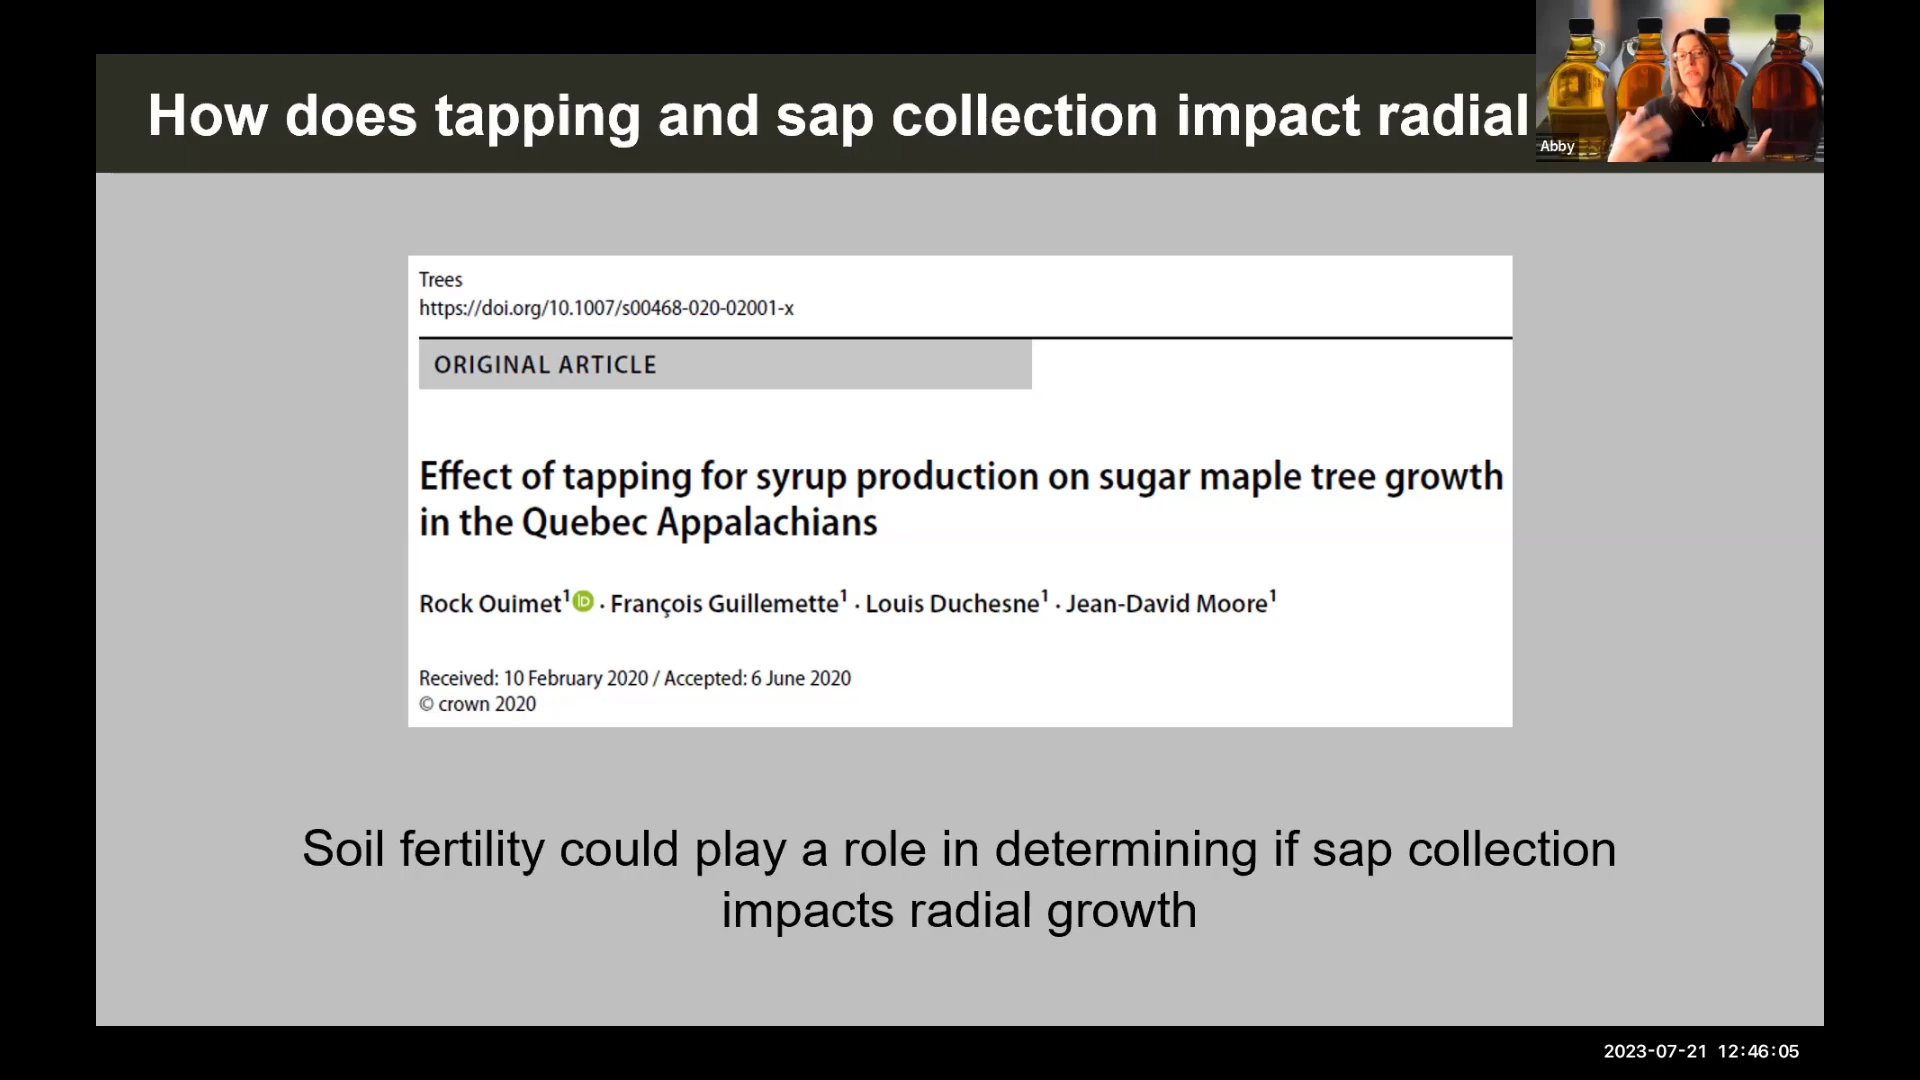 How does tapping and sap collection impact radial
Abby
Trees
https://doi.org/10.1007/s00468-020-02001-x
ORIGINAL ARTICLE
Effect of tapping for syrup production on sugar maple tree growth
in the Quebec Appalachians
Rock Ouimet¹ iD · François Guillemette¹ · Louis Duchesne¹ · Jean-David Moore¹
Received: 10 February 2020 / Accepted: 6 June 2020
© crown 2020
Soil fertility could play a role in determining if sap collection
impacts radial growth
2023-07-21 12:46:05